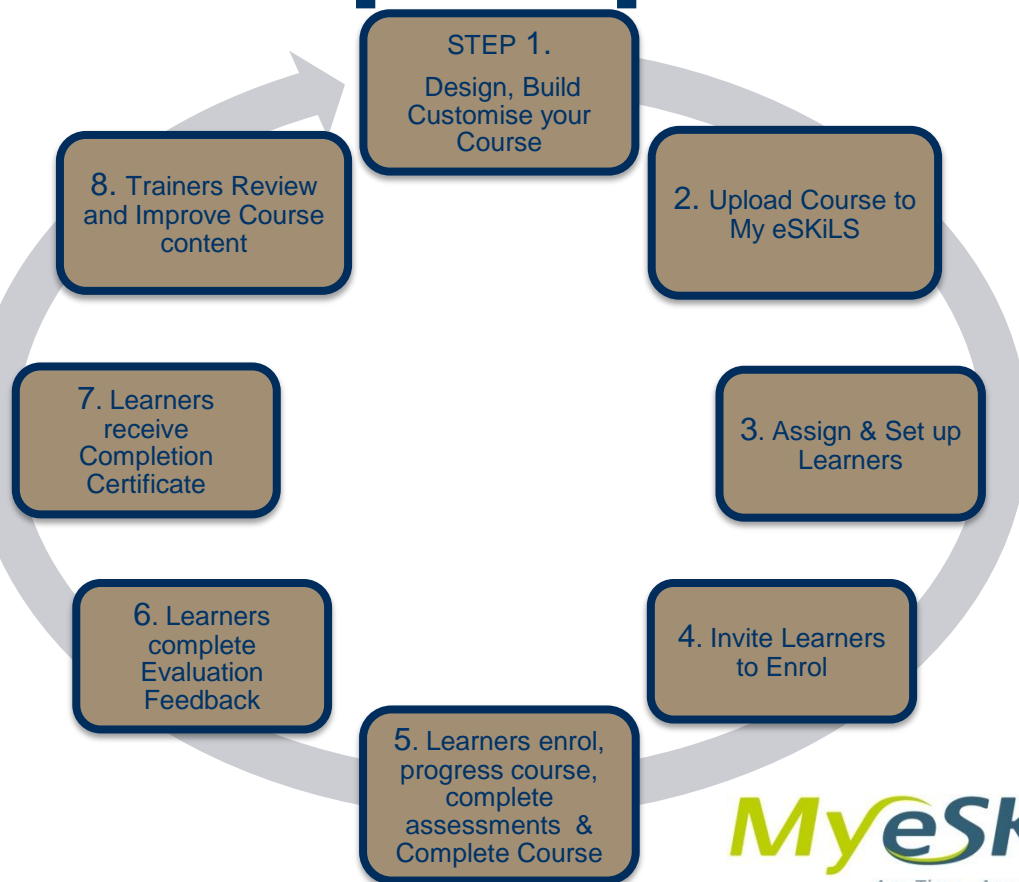 STEP 1.
Design, Build
Customise your
Course
2. Upload Course to
My eSKiLS
3. Assign & Set up
Learners
4. Invite Learners
to Enrol
5. Learners enrol,
progress course,
complete
assessments &
Complete Course
6. Learners
complete
Evaluation
Feedback
7. Learners
receive
Completion
Certificate
8. Trainers Review
and Improve Course
content
MyeSK